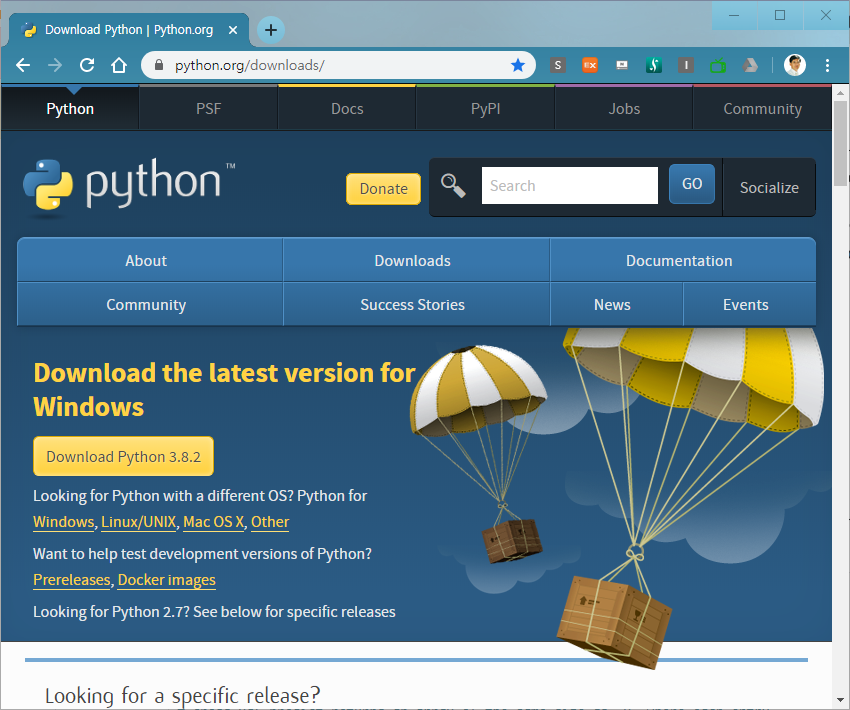 Download Python | Python.org
python.org/downloads/
Python PSF Docs PyPI Jobs Community
python™
Donate Search GO Socialize
About Downloads Documentation
Community Success Stories News Events
Download the latest version for
Windows
Download Python 3.8.2
Looking for Python with a different OS? Python for
Windows, Linux/UNIX, Mac OS X, Other
Want to help test development versions of Python?
Prereleases, Docker images
Looking for Python 2.7? See below for specific releases
Looking for a specific release?